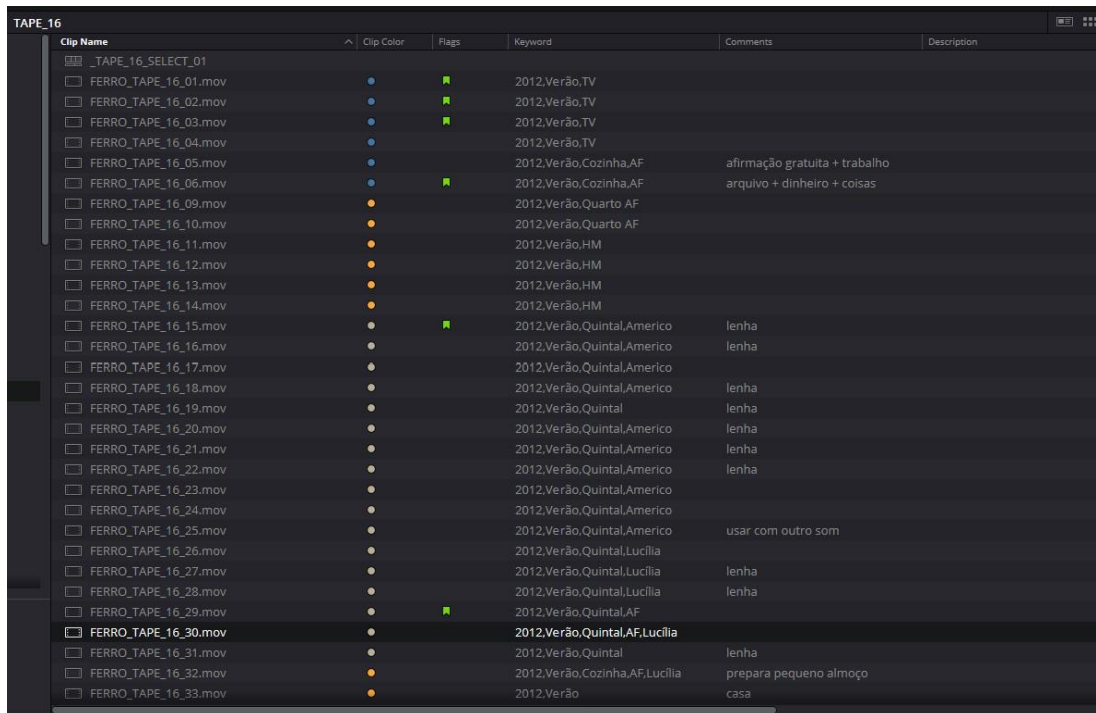 TAPE_16
Clip Name Clip Color Flags Keyword Comments Description
_TAPE_16_SELECT_01
FERRO_TAPE_16_01.mov 2012,Verão,TV
FERRO_TAPE_16_02.mov 2012,Verão,TV
FERRO_TAPE_16_03.mov 2012,Verão,TV
FERRO_TAPE_16_04.mov 2012,Verão,TV
FERRO_TAPE_16_05.mov 2012,Verão,Cozinha,AF afirmação gratuita + trabalho
FERRO_TAPE_16_06.mov 2012,Verão,Cozinha,AF arquivo + dinheiro + coisas
FERRO_TAPE_16_09.mov 2012,Verão,Quarto AF
FERRO_TAPE_16_10.mov 2012,Verão,Quarto AF
FERRO_TAPE_16_11.mov 2012,Verão,HM
FERRO_TAPE_16_12.mov 2012,Verão,HM
FERRO_TAPE_16_13.mov 2012,Verão,HM
FERRO_TAPE_16_14.mov 2012,Verão,HM
FERRO_TAPE_16_15.mov 2012,Verão,Quintal,Americo lenha
FERRO_TAPE_16_16.mov 2012,Verão,Quintal,Americo lenha
FERRO_TAPE_16_17.mov 2012,Verão,Quintal,Americo
FERRO_TAPE_16_18.mov 2012,Verão,Quintal,Americo lenha
FERRO_TAPE_16_19.mov 2012,Verão,Quintal lenha
FERRO_TAPE_16_20.mov 2012,Verão,Quintal,Americo lenha
FERRO_TAPE_16_21.mov 2012,Verão,Quintal,Americo lenha
FERRO_TAPE_16_22.mov 2012,Verão,Quintal,Americo lenha
FERRO_TAPE_16_23.mov 2012,Verão,Quintal,Americo
FERRO_TAPE_16_24.mov 2012,Verão,Quintal,Americo
FERRO_TAPE_16_25.mov 2012,Verão,Quintal,Americo usar com outro som
FERRO_TAPE_16_26.mov 2012,Verão,Quintal,Lucília
FERRO_TAPE_16_27.mov 2012,Verão,Quintal,Lucília lenha
FERRO_TAPE_16_28.mov 2012,Verão,Quintal,Lucília lenha
FERRO_TAPE_16_29.mov 2012,Verão,Quintal,AF
FERRO_TAPE_16_30.mov 2012,Verão,Quintal,AF,Lucília
FERRO_TAPE_16_31.mov 2012,Verão,Quintal lenha
FERRO_TAPE_16_32.mov 2012,Verão,Cozinha,AF,Lucília prepara pequeno almoço
FERRO_TAPE_16_33.mov 2012,Verão casa